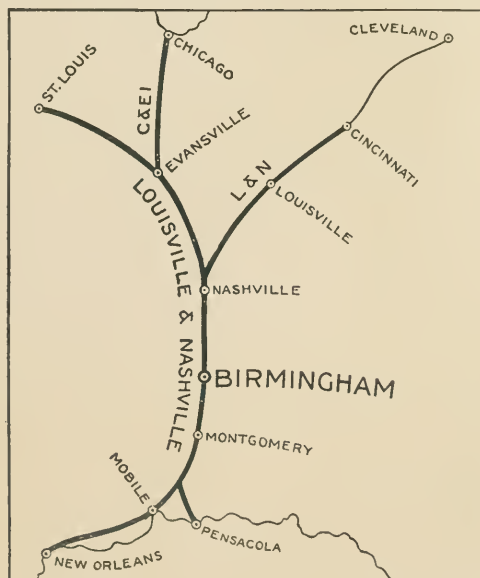 CLEVELAND
CHICAGO
ST. LOUIS
C&EI
EVANSVILLE
CINCINNATI
L & N
LOUISVILLE
LOUISVILLE & NASHVILLE
NASHVILLE
BIRMINGHAM
MONTGOMERY
MOBILE
PENSACOLA
NEW ORLEANS